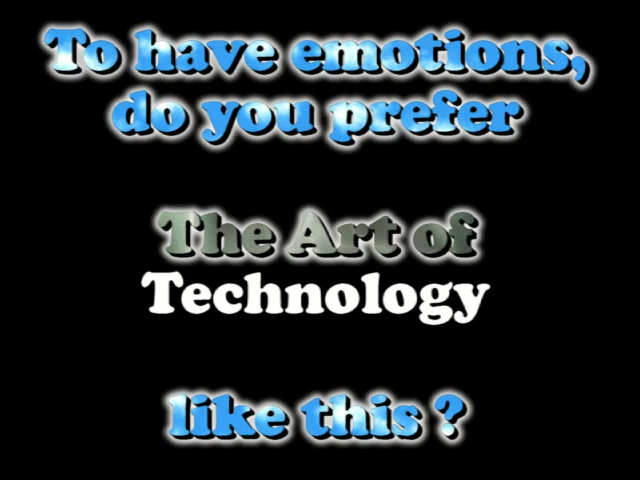 To have emotions,
do you prefer
The Art of
Technology
like this ?